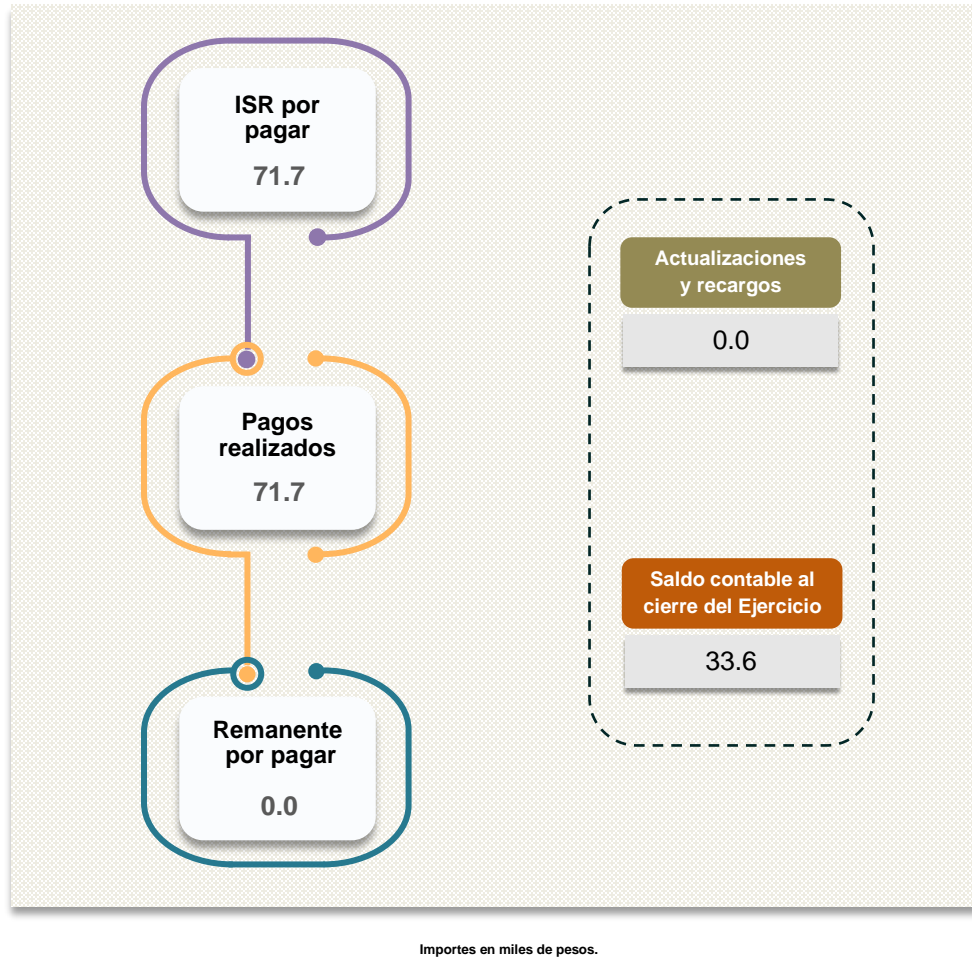 ISR por
pagar
71.7
Pagos
realizados
71.7
Remanente
por pagar
0.0
Actualizaciones
y recargos
0.0
Saldo contable al
cierre del Ejercicio
33.6
Importes en miles de pesos.